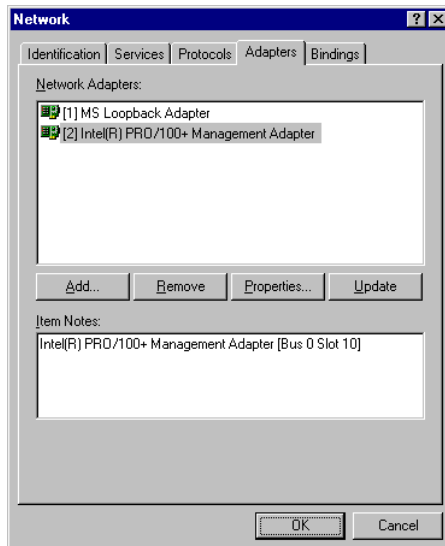 Network
Identification Services Protocols Adapters Bindings
Network Adapters:
[1] MS Loopback Adapter
[2] Intel(R) PRO/100+ Management Adapter
Add... Remove Properties... Update
Item Notes:
Intel(R) PRO/100+ Management Adapter [Bus 0 Slot 10]
OK Cancel